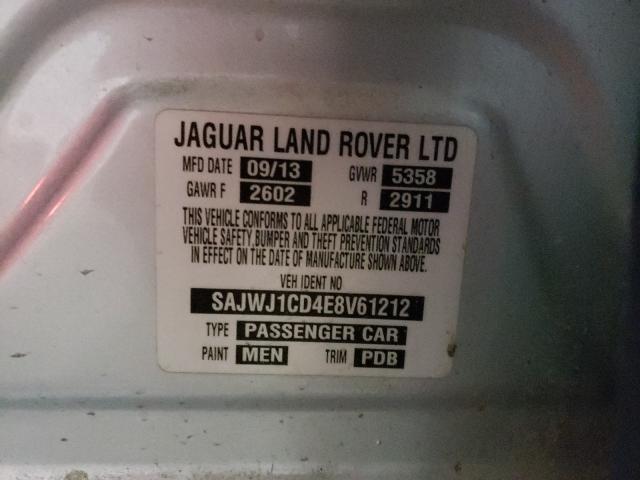 JAGUAR LAND ROVER LTD
MFD DATE 09/13 GVWR 5358
GAWR F 2602 R 2911
THIS VEHICLE CONFORMS TO ALL APPLICABLE FEDERAL MOTOR
VEHICLE SAFETY,BUMPER AND THEFT PREVENTION STANDARDS
IN EFFECT ON THE DATE OF MANUFACTURE SHOWN ABOVE.
VEH IDENT NO
SAJWJ1CD4E8V61212
TYPE PASSENGER CAR
PAINT MEN TRIM PDB